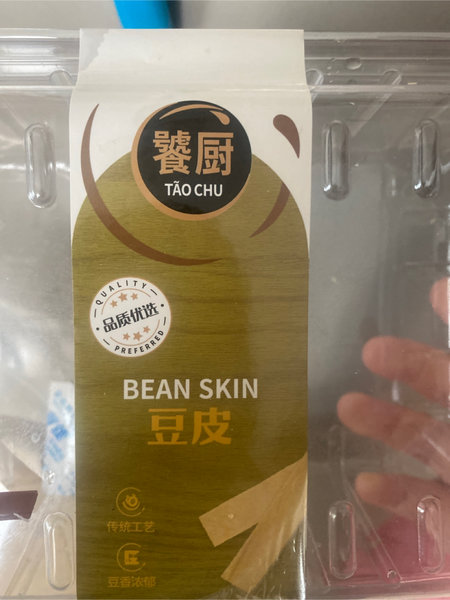 饕厨
TÃO CHU
QUALITY
品质优选
PREFERRED
BEAN SKIN
豆皮
传统工艺
豆香浓郁